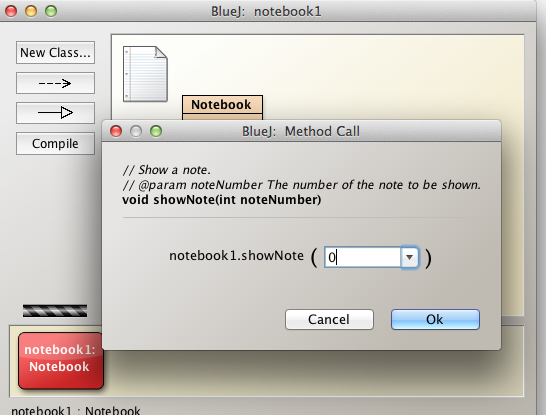 BlueJ: notebook1
New Class...
Compile
Notebook
BlueJ: Method Call
// Show a note.
// @param noteNumber The number of the note to be shown.
void showNote(int noteNumber)
notebook1.showNote ( 0 )
Cancel Ok
notebook1:
Notebook
notebook1 : Notebook